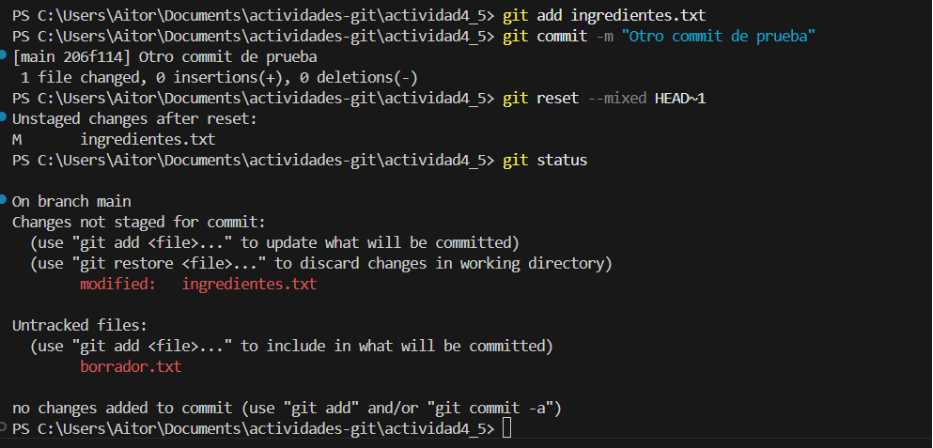 PS C:\Users\Aitor\Documents\actividades-git\actividad4_5> git add ingredientes.txt
PS C:\Users\Aitor\Documents\actividades-git\actividad4_5> git commit -m "Otro commit de prueba"
[main 206f114] Otro commit de prueba
 1 file changed, 0 insertions(+), 0 deletions(-)
PS C:\Users\Aitor\Documents\actividades-git\actividad4_5> git reset --mixed HEAD~1
Unstaged changes after reset:
M       ingredientes.txt
PS C:\Users\Aitor\Documents\actividades-git\actividad4_5> git status
On branch main
Changes not staged for commit:
  (use "git add <file>..." to update what will be committed)
  (use "git restore <file>..." to discard changes in working directory)
        modified:   ingredientes.txt
Untracked files:
  (use "git add <file>..." to include in what will be committed)
        borrador.txt
no changes added to commit (use "git add" and/or "git commit -a")
PS C:\Users\Aitor\Documents\actividades-git\actividad4_5>